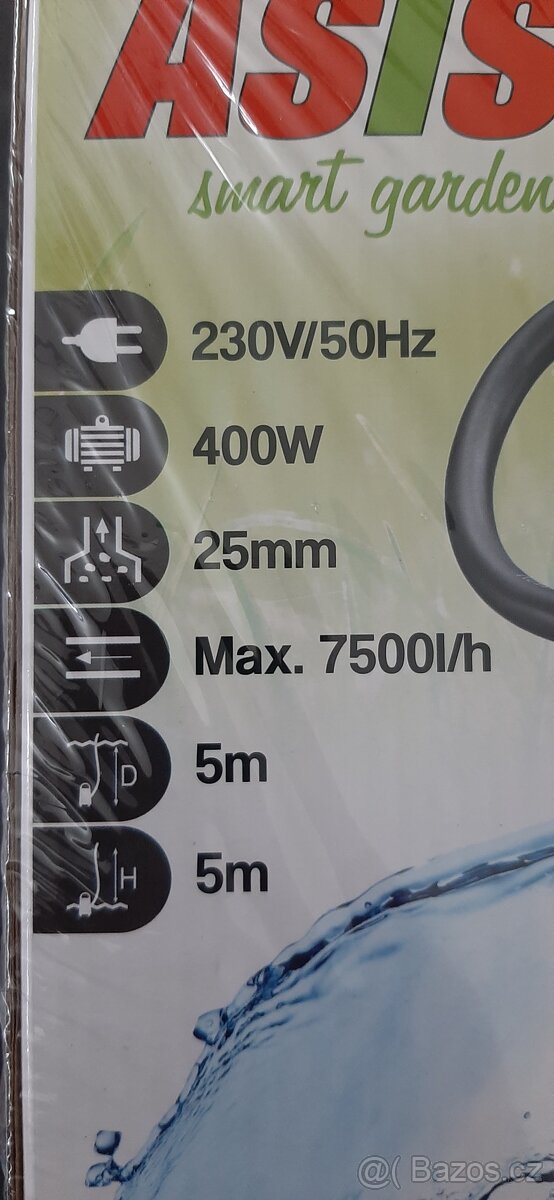 ASIS
smart garden
230V/50Hz
400W
25mm
Max. 7500l/h
D
5m
H
5m
@( Bazos.cz